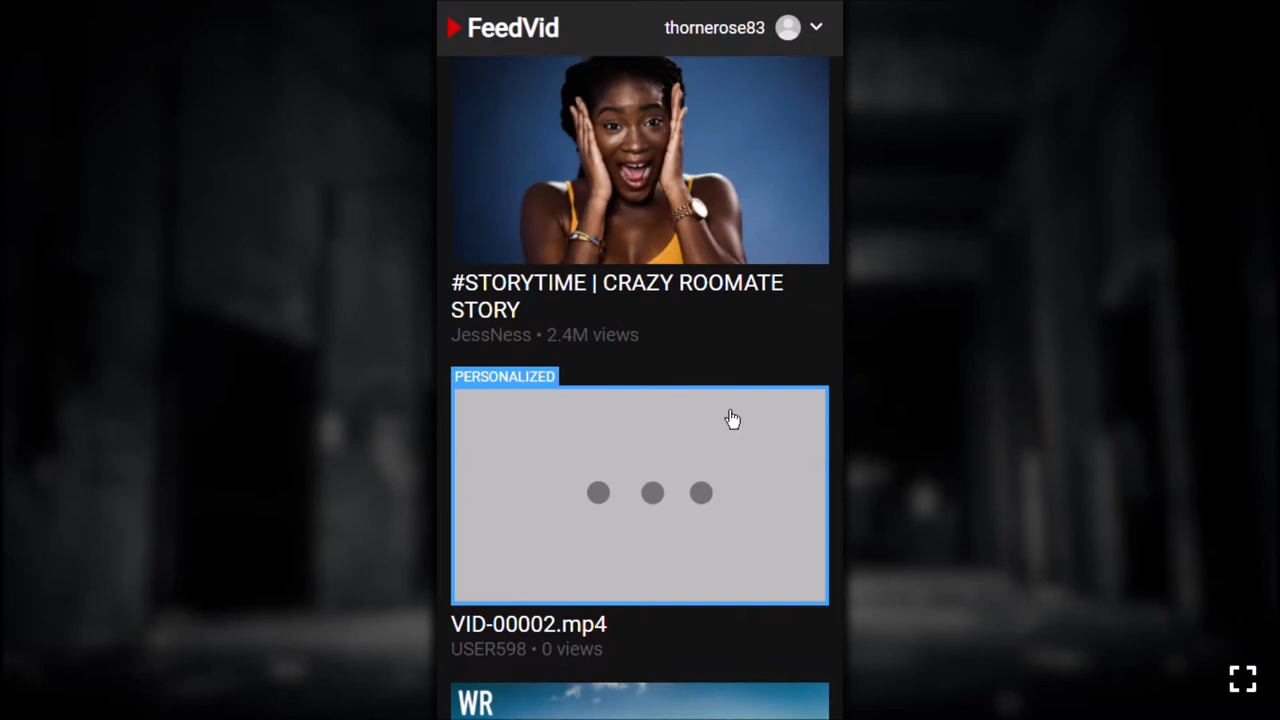 FeedVid
thornerose83
#STORYTIME | CRAZY ROOMATE
STORY
JessNess • 2.4M views
PERSONALIZED
VID-00002.mp4
USER598 • 0 views
WR